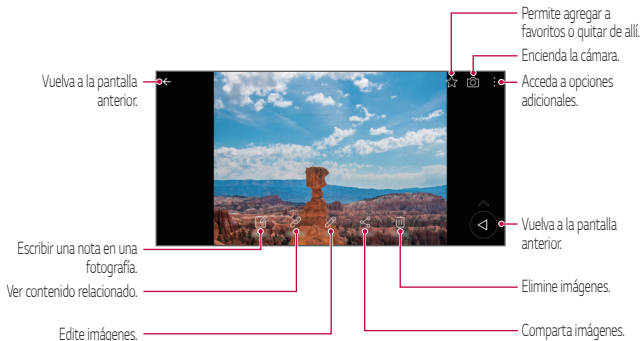 Permite agregar a
favoritos o quitar de allí.
Encienda la cámara.
Vuelva a la pantalla
anterior.
Acceda a opciones
adicionales.
Vuelva a la pantalla
anterior.
Escribir una nota en una
fotografía.
Ver contenido relacionado.
Elimine imágenes.
Edite imágenes.
Comparta imágenes.